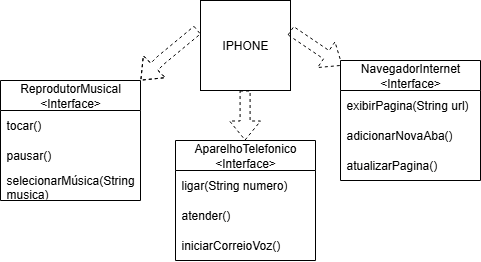 IPHONE
ReprodutorMusical
<Interface>
tocar()
pausar()
selecionarMúsica(String
musica)
AparelhoTelefonico
<Interface>
ligar(String numero)
atender()
iniciarCorreioVoz()
NavegadorInternet
<Interface>
exibirPagina(String url)
adicionarNovaAba()
atualizarPagina()